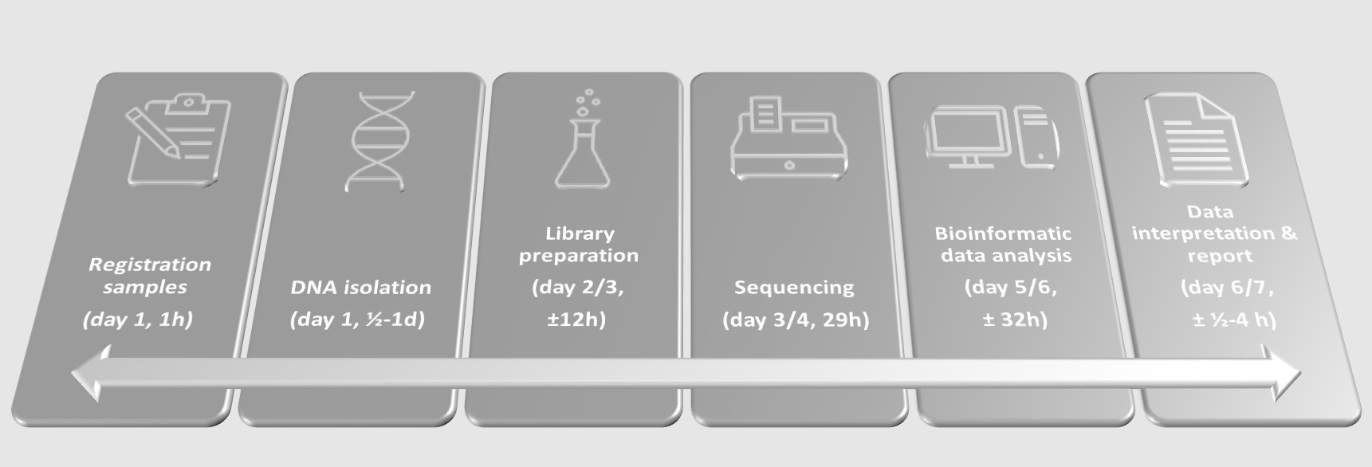 Registration
samples
(day 1, 1h)
DNA isolation
(day 1, ½-1d)
Library
preparation
(day 2/3,
±12h)
Sequencing
(day 3/4, 29h)
Bioinformatic
data analysis
(day 5/6,
± 32h)
Data
interpretation &
report
(day 6/7,
± ½-4 h)